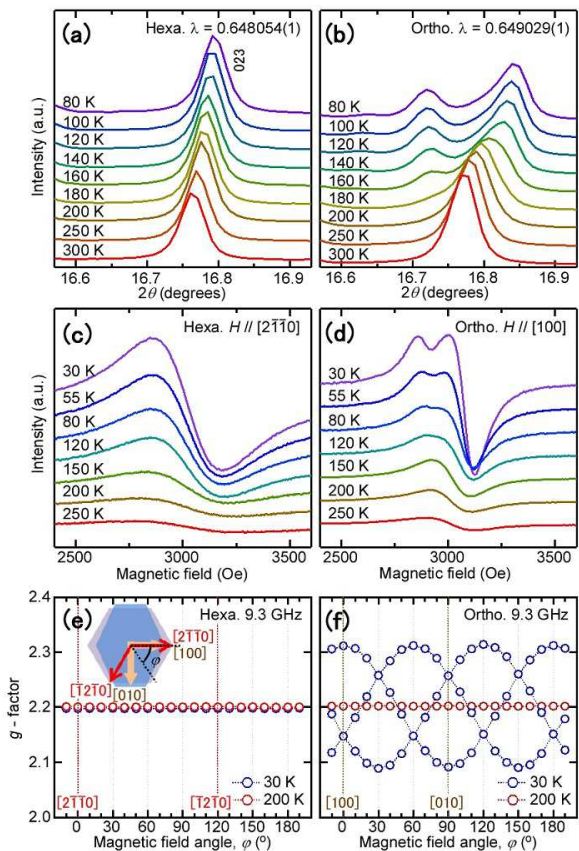 (a) Hexa. λ = 0.648054(1)
023
80 K
100 K
120 K
140 K
160 K
180 K
200 K
250 K
300 K
Intensity (a.u.)
16.6 16.7 16.8 16.9
2θ (degrees)
(b) Ortho. λ = 0.649029(1)
80 K
100 K
120 K
140 K
160 K
180 K
200 K
250 K
300 K
16.6 16.7 16.8 16.9
2θ (degrees)
(c) Hexa. H // [21̅1̅0]
30 K
55 K
80 K
120 K
150 K
200 K
250 K
Intensity (a.u.)
2500 3000 3500
Magnetic field (Oe)
(d) Ortho. H // [100]
30 K
55 K
80 K
120 K
150 K
200 K
250 K
2500 3000 3500
Magnetic field (Oe)
(e) Hexa. 9.3 GHz
[21̅1̅0]
[100]
φ
[1̅21̅0]
[010]
2.4
2.3
2.2
2.1
2.0
g - factor
30 K
200 K
[21̅1̅0] [1̅21̅0]
0 30 60 90 120 150 180
Magnetic field angle, φ (°)
(f) Ortho. 9.3 GHz
30 K
200 K
[100] [010]
0 30 60 90 120 150 180
Magnetic field angle, φ (°)